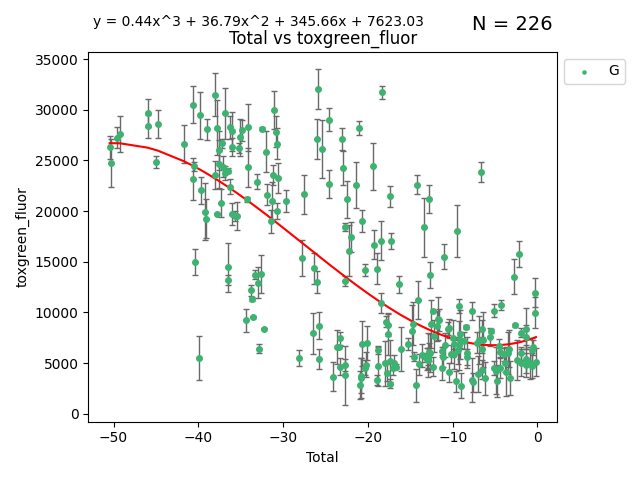 y = 0.44x^3 + 36.79x^2 + 345.66x + 7623.03
N = 226
Total vs toxgreen_fluor
G
toxgreen_fluor
35000
30000
25000
20000
15000
10000
5000
0
−50 −40 −30 −20 −10 0
Total